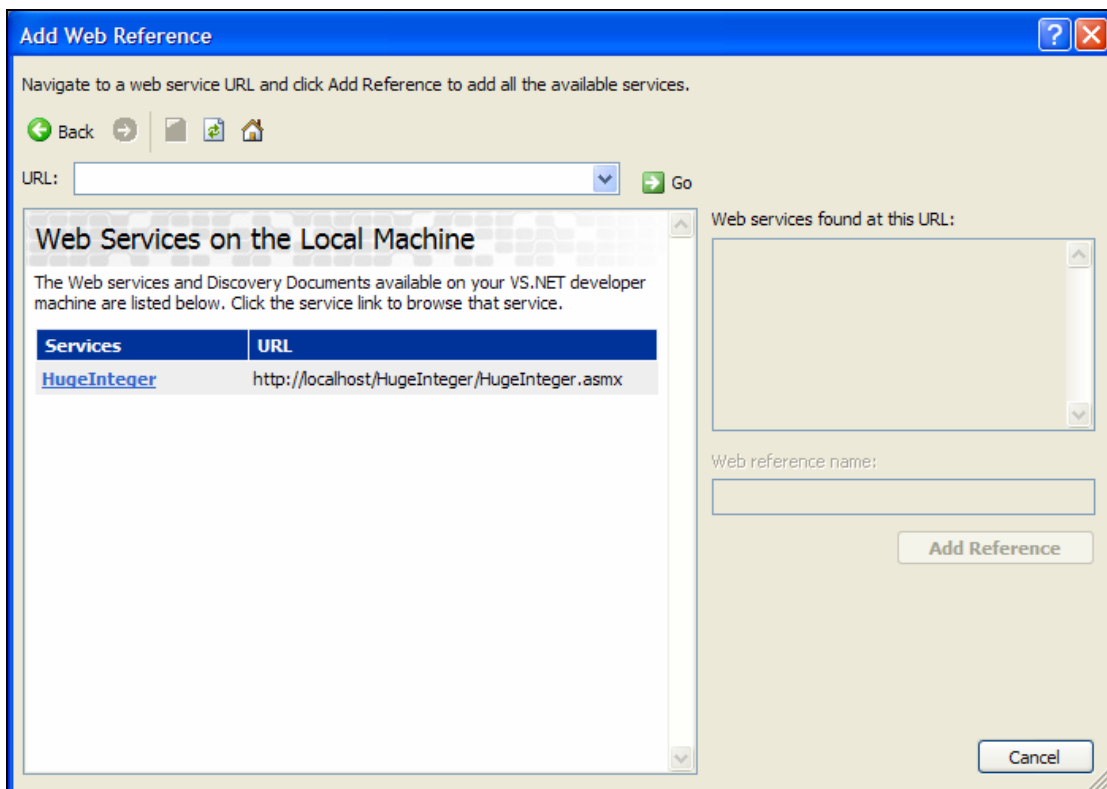 Add Web Reference
Navigate to a web service URL and click Add Reference to add all the available services.
Back
URL:
Go
Web Services on the Local Machine
The Web services and Discovery Documents available on your VS.NET developer
machine are listed below. Click the service link to browse that service.
Services URL
HugeInteger http://localhost/HugeInteger/HugeInteger.asmx
Web services found at this URL:
Web reference name:
Add Reference
Cancel